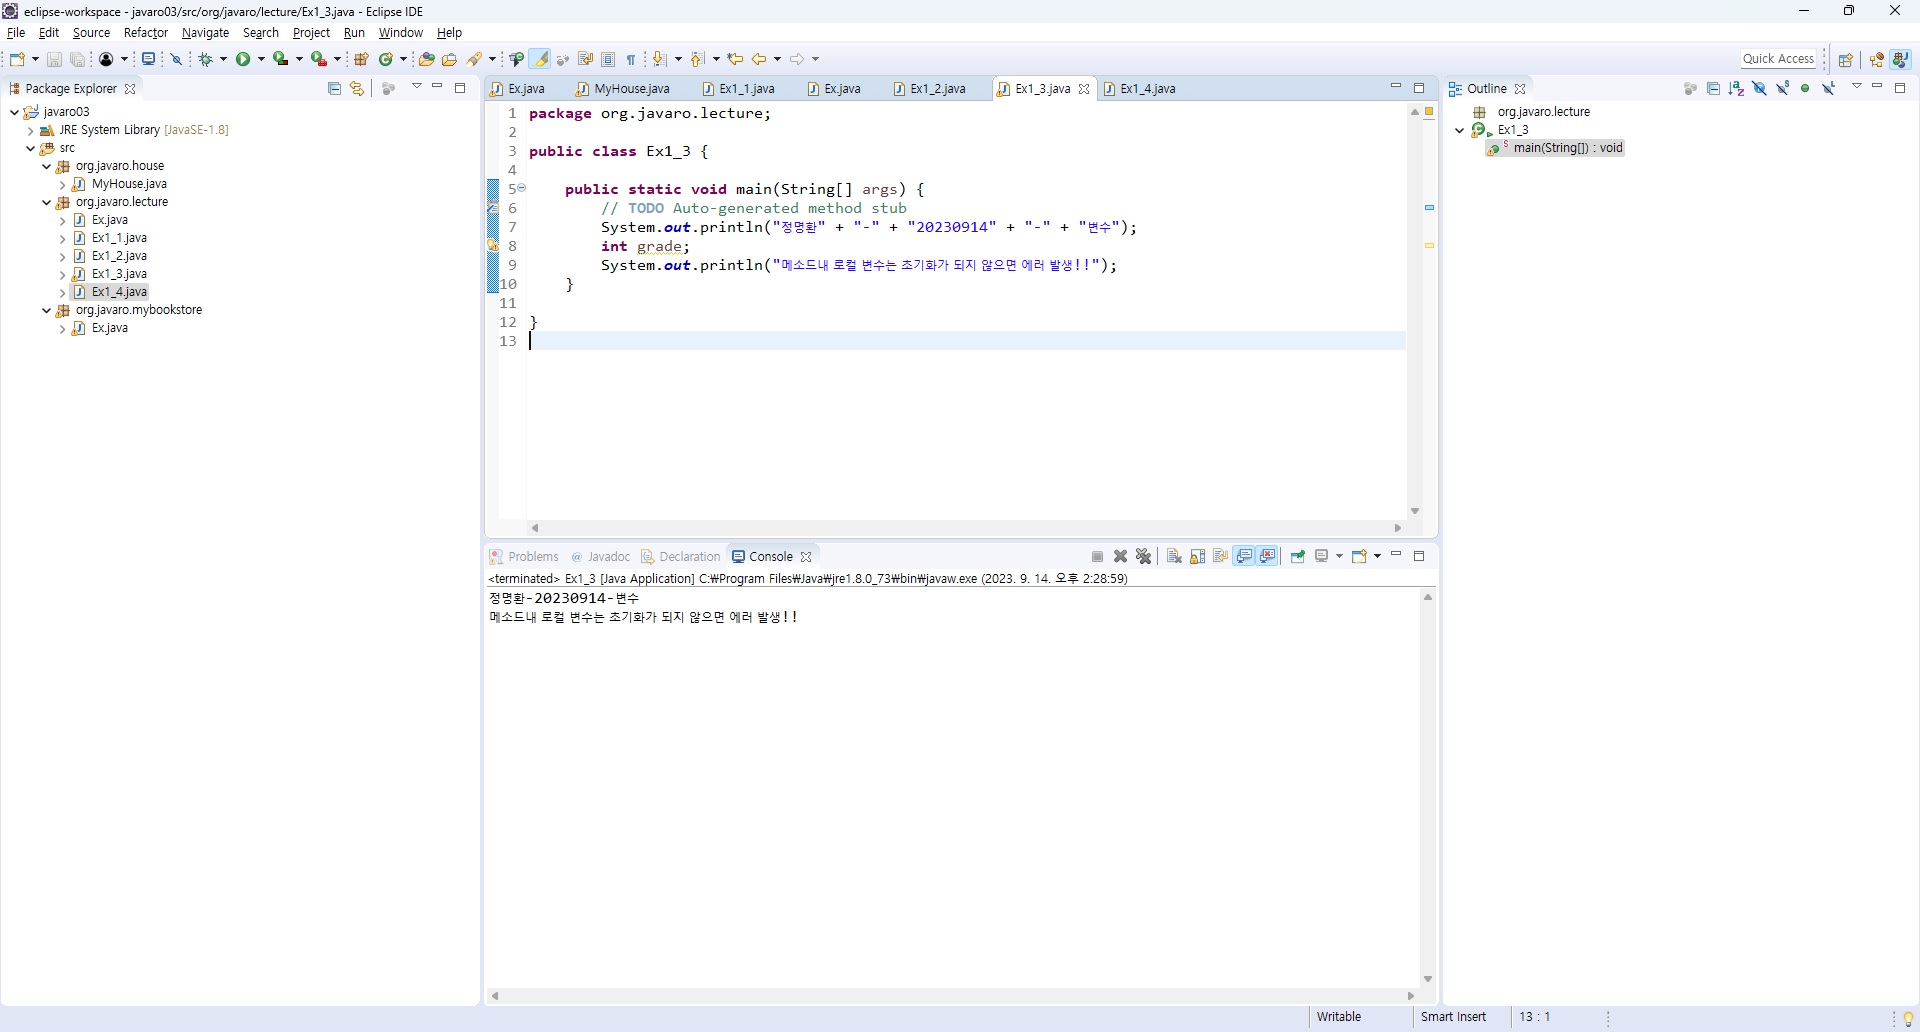 eclipse-workspace - javaro03/src/org/javaro/lecture/Ex1_3.java - Eclipse IDE
File Edit Source Refactor Navigate Search Project Run Window Help
Quick Access
Package Explorer
javaro03
JRE System Library [JavaSE-1.8]
src
org.javaro.house
MyHouse.java
org.javaro.lecture
Ex.java
Ex1_1.java
Ex1_2.java
Ex1_3.java
Ex1_4.java
org.javaro.mybookstore
Ex.java
Ex.java MyHouse.java Ex1_1.java Ex.java Ex1_2.java Ex1_3.java Ex1_4.java
1 package org.javaro.lecture;
2
3 public class Ex1_3 {
4
5 public static void main(String[] args) {
6 // TODO Auto-generated method stub
7 System.out.println("정명환" + "-" + "20230914" + "-" + "변수");
8 int grade;
9 System.out.println("메소드내 로컬 변수는 초기화가 되지 않으면 에러 발생!!");
10 }
11
12 }
13
Problems @ Javadoc Declaration Console
<terminated> Ex1_3 [Java Application] C:₩Program Files₩Java₩jre1.8.0_73₩bin₩javaw.exe (2023. 9. 14. 오후 2:28:59)
정명환-20230914-변수
메소드내 로컬 변수는 초기화가 되지 않으면 에러 발생!!
Outline
org.javaro.lecture
Ex1_3
main(String[]) : void
Writable Smart Insert 13 : 1